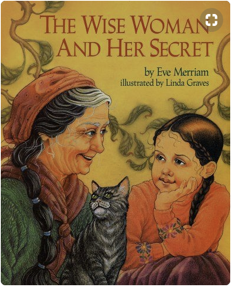 THE WISE WOMAN
AND HER SECRET
by Eve Merriam
illustrated by Linda Graves